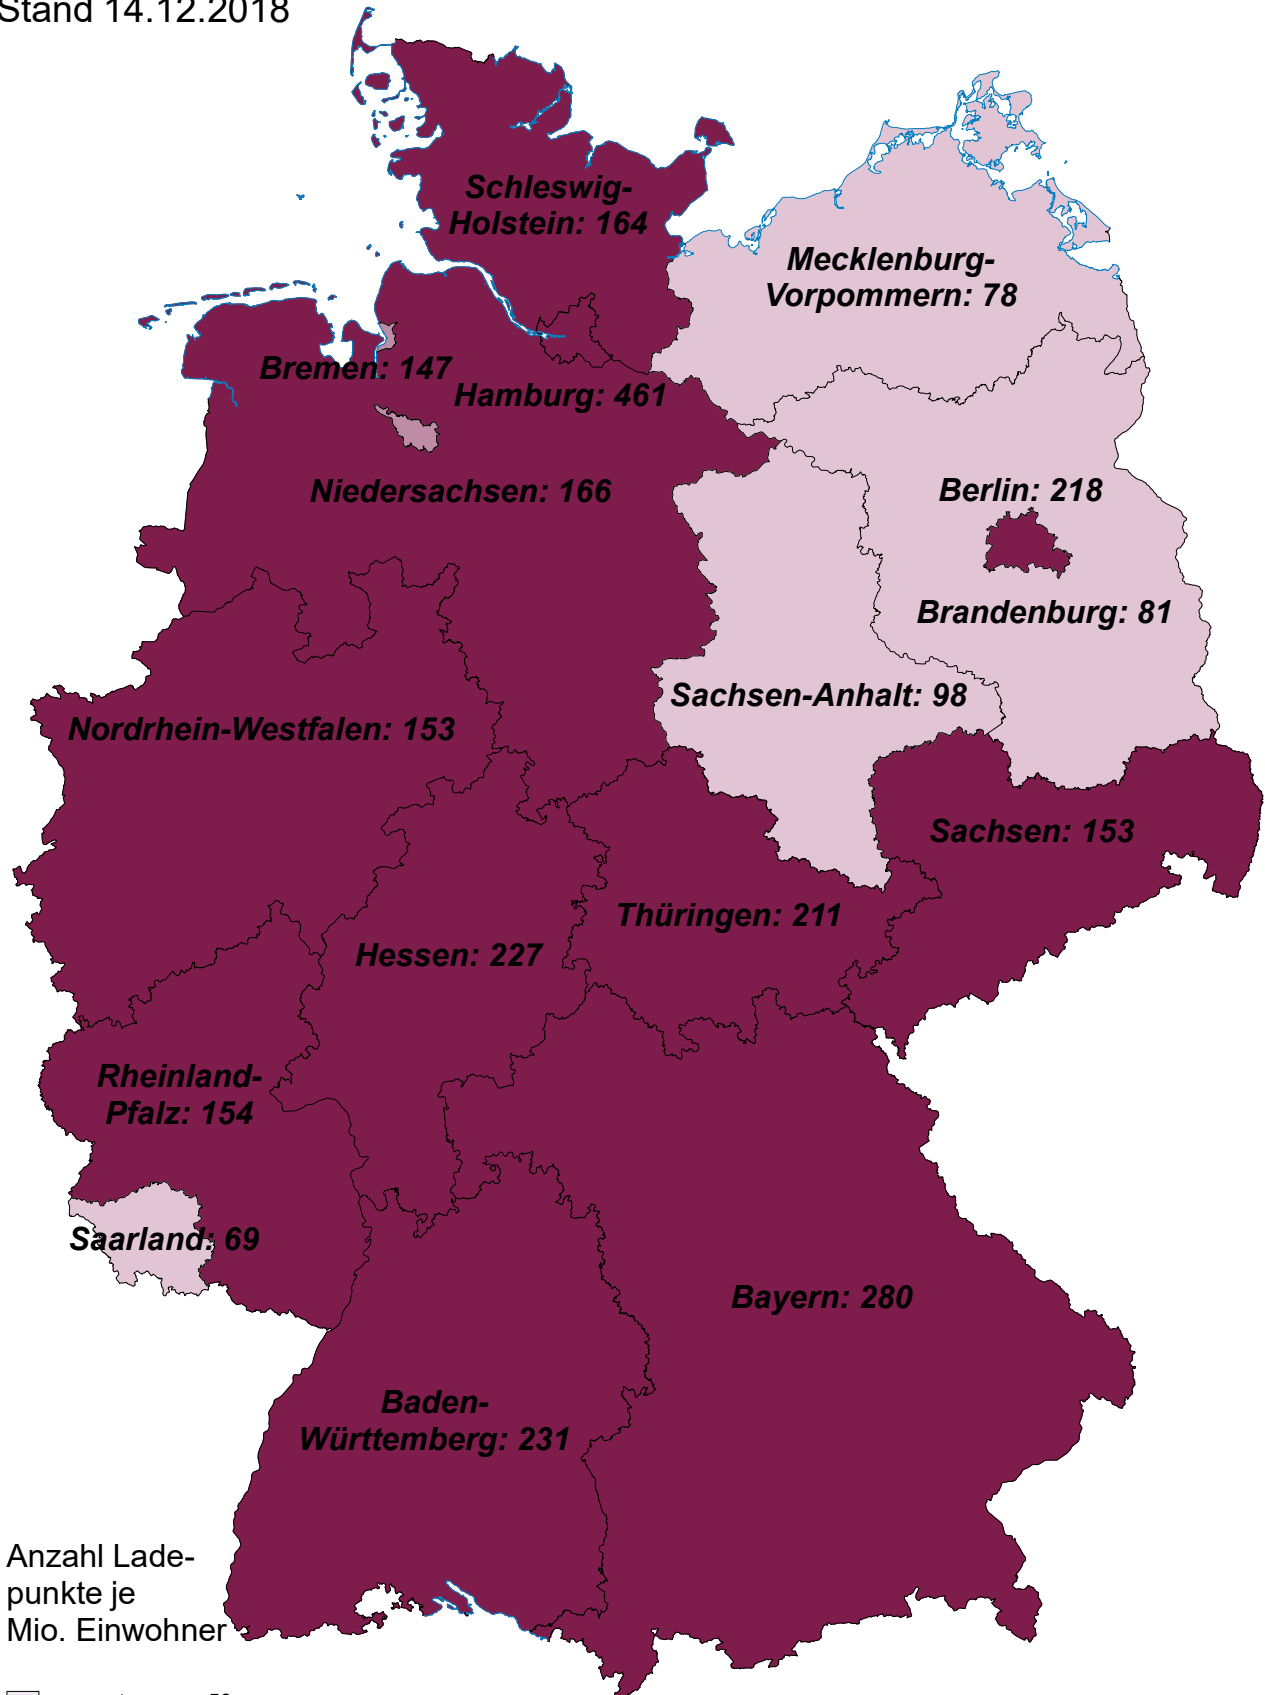 Stand 14.12.2018
Schleswig-
Holstein: 164
Mecklenburg-
Vorpommern: 78
Bremen: 147
Hamburg: 461
Niedersachsen: 166
Berlin: 218
Brandenburg: 81
Sachsen-Anhalt: 98
Nordrhein-Westfalen: 153
Sachsen: 153
Thüringen: 211
Hessen: 227
Rheinland-
Pfalz: 154
Saarland: 69
Bayern: 280
Baden-
Württemberg: 231
Anzahl Lade-
punkte je
Mio. Einwohner